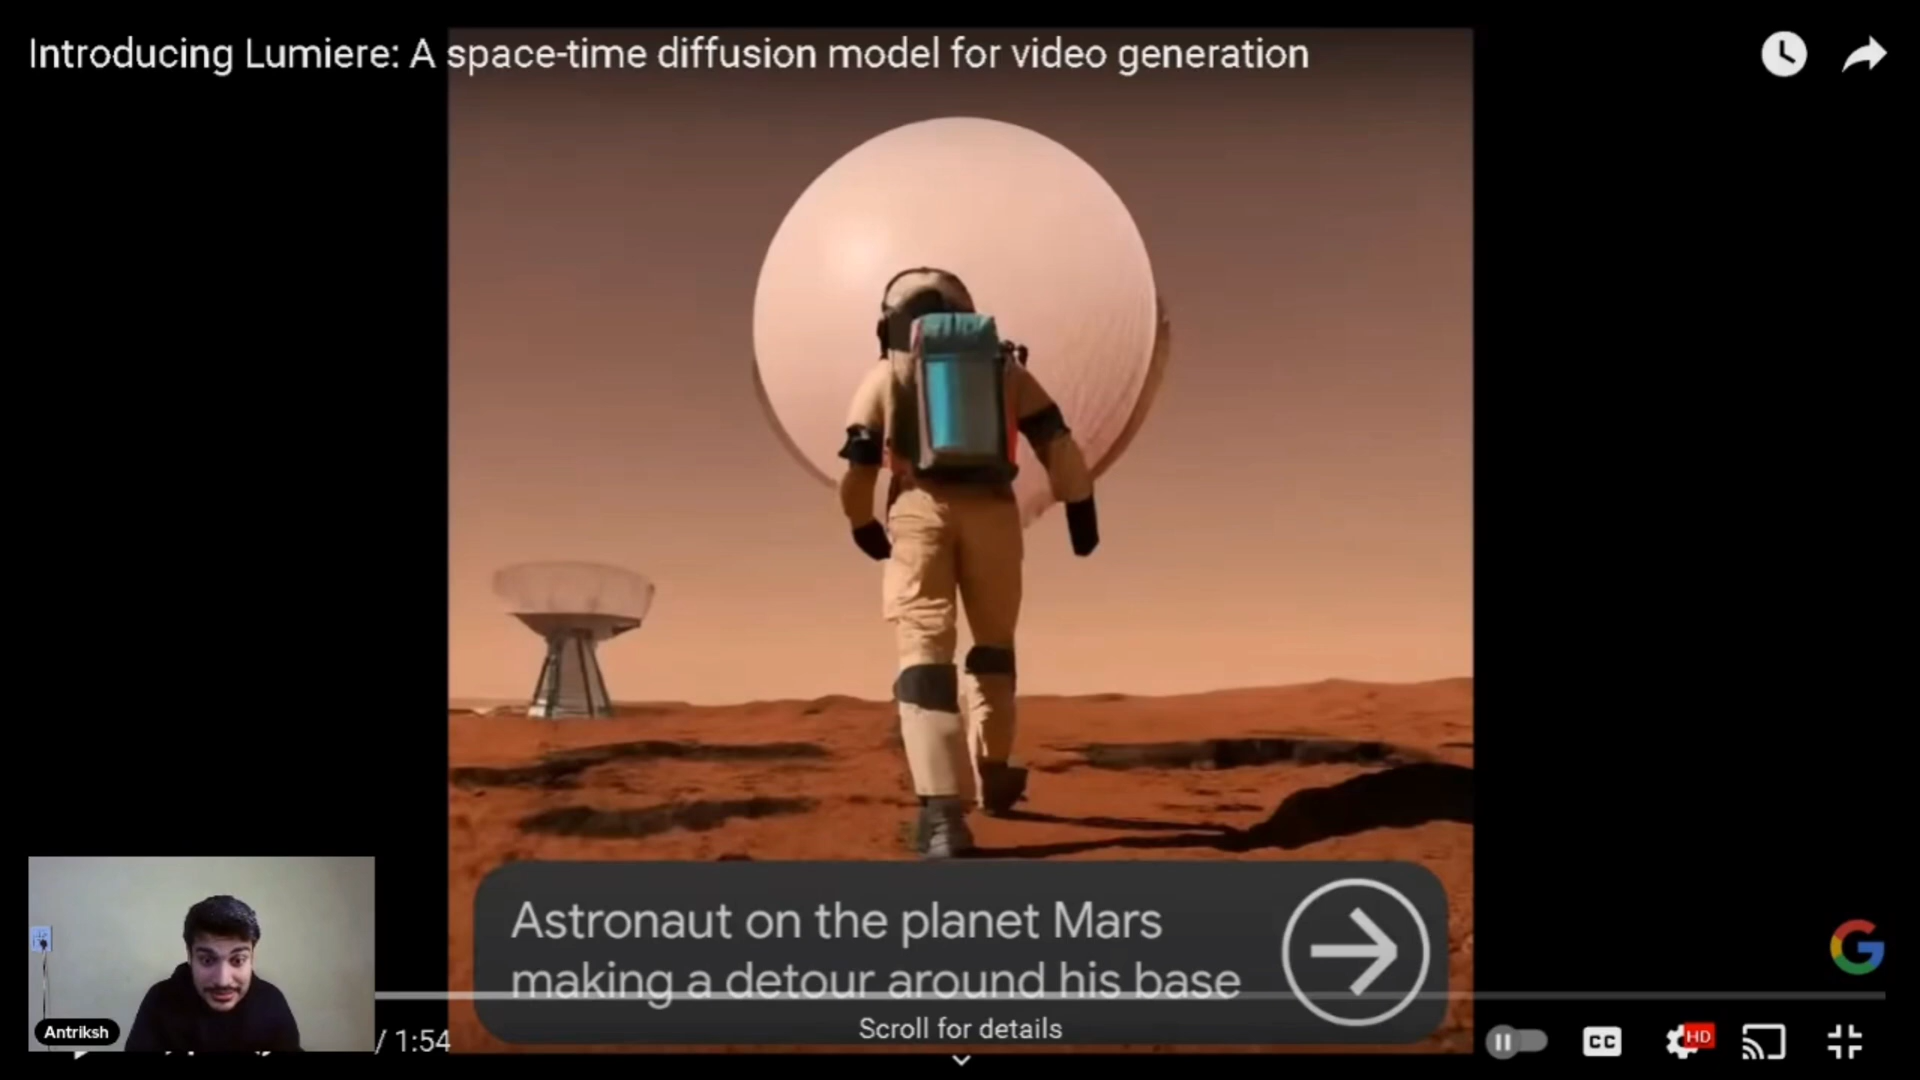 Introducing Lumiere: A space-time diffusion model for video generation
Astronaut on the planet Mars
making a detour around his base
Scroll for details
Antriksh
/ 1:54
CC
HD